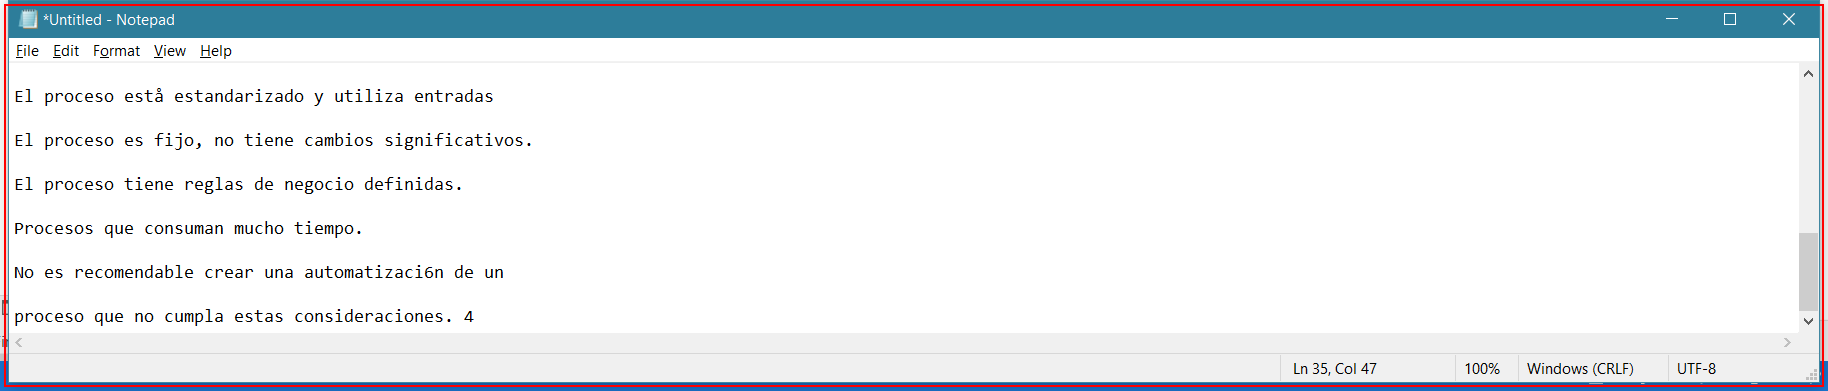 *Untitled - Notepad
File Edit Format View Help
El proceso estå estandarizado y utiliza entradas
El proceso es fijo, no tiene cambios significativos.
El proceso tiene reglas de negocio definidas.
Procesos que consuman mucho tiempo.
No es recomendable crear una automatizaci6n de un
proceso que no cumpla estas consideraciones. 4
Ln 35, Col 47 100% Windows (CRLF) UTF-8